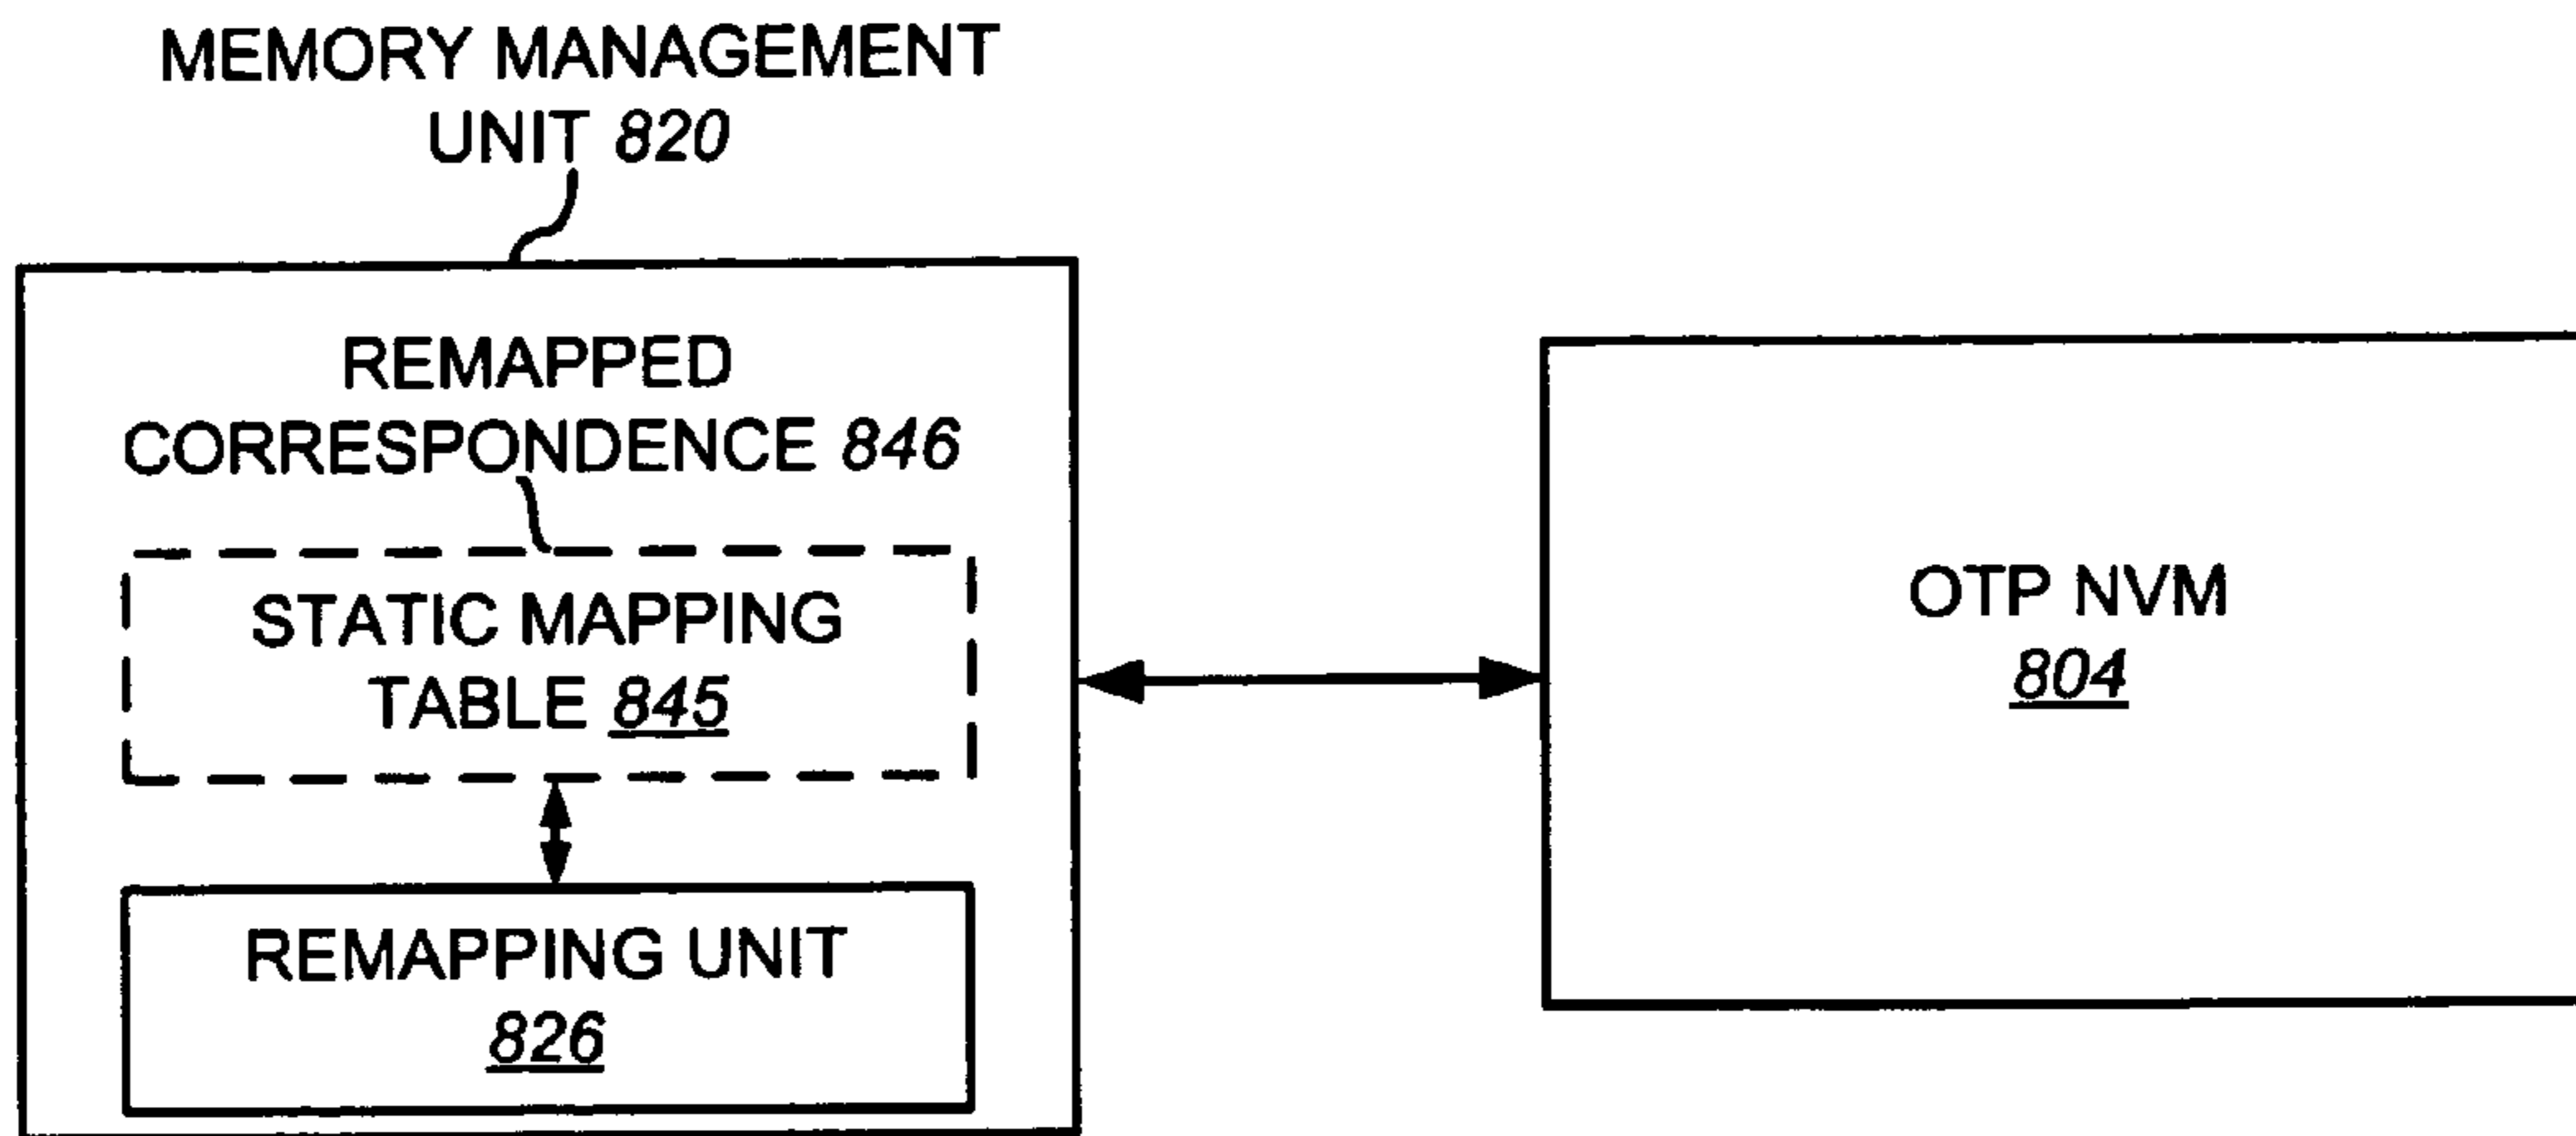 MEMORY MANAGEMENT
UNIT 820
REMAPPED
CORRESPONDENCE 846
STATIC MAPPING
TABLE 845
REMAPPING UNIT
826
OTP NVM
804